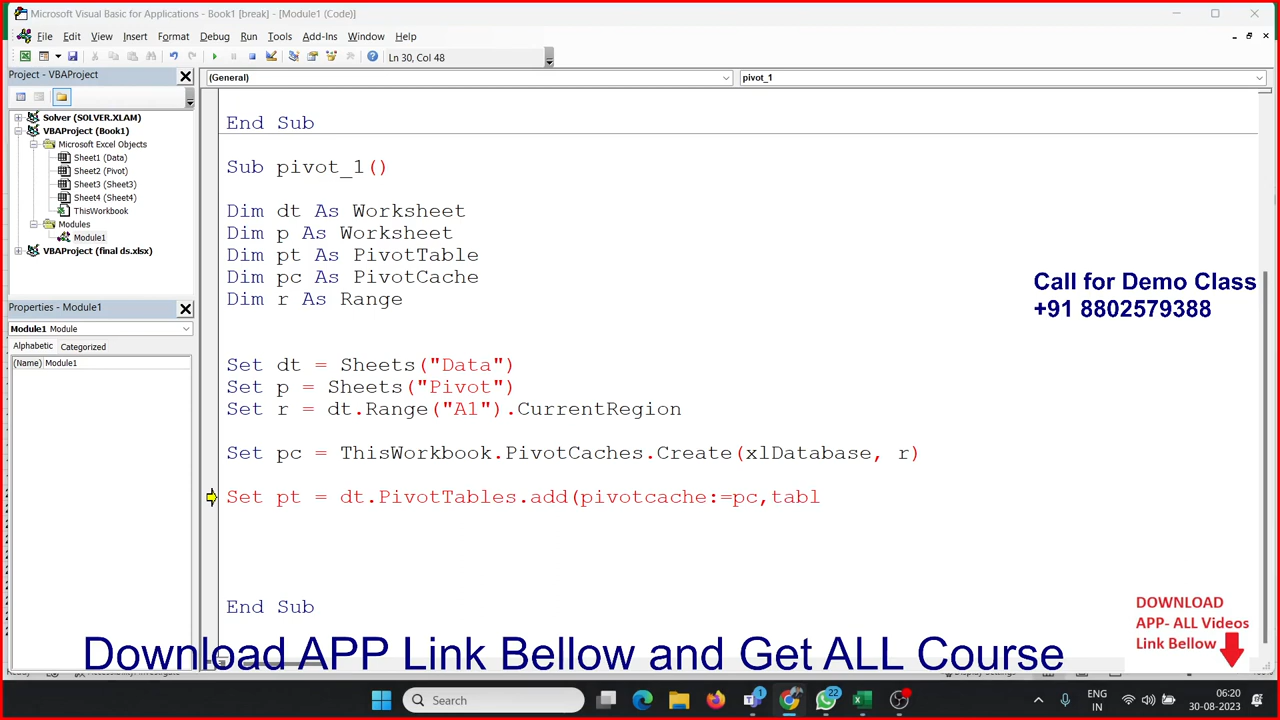 Microsoft Visual Basic for Applications - Book1 [break] - [Module1 (Code)]
File Edit View Insert Format Debug Run Tools Add-Ins Window Help
Ln 30, Col 48
Project - VBAProject
(General)
pivot_1
Solver (SOLVER.XLAM)
VBAProject (Book1)
Microsoft Excel Objects
Sheet1 (Data)
Sheet2 (Pivot)
Sheet3 (Sheet3)
Sheet4 (Sheet4)
ThisWorkbook
Modules
Module1
VBAProject (final ds.xlsx)
Properties - Module1
Module1 Module
Alphabetic Categorized
(Name) Module1
End Sub
Sub pivot_1()
Dim dt As Worksheet
Dim p As Worksheet
Dim pt As PivotTable
Dim pc As PivotCache
Dim r As Range
Set dt = Sheets("Data")
Set p = Sheets("Pivot")
Set r = dt.Range("A1").CurrentRegion
Set pc = ThisWorkbook.PivotCaches.Create(xlDatabase, r)
Set pt = dt.PivotTables.add(pivotcache:=pc,tabl
End Sub
Call for Demo Class
+91 8802579388
DOWNLOAD
APP- ALL Videos
Link Bellow
Download APP Link Bellow and Get ALL Course
Search
1
22
ENG
IN
06:20
30-08-2023